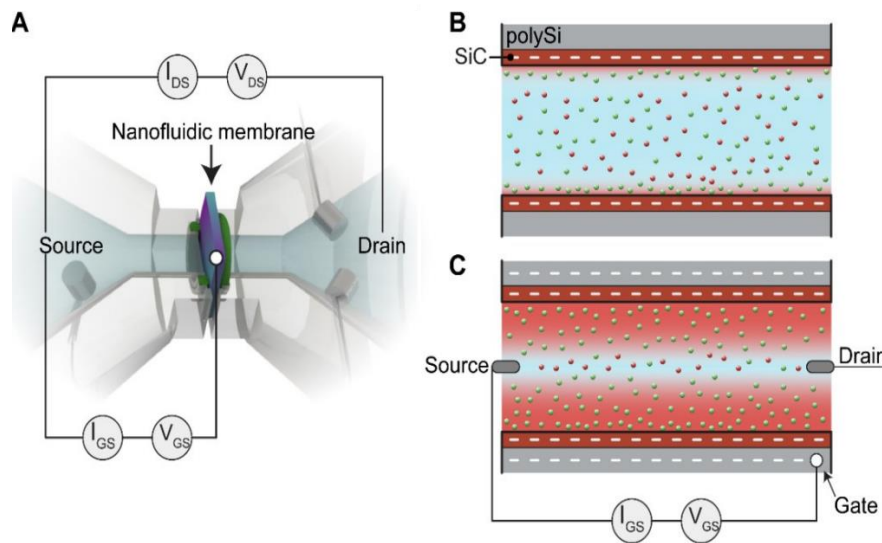 A
I_DS
V_DS
Nanofluidic membrane
Source
Drain
I_GS
V_GS
B
polySi
SiC
C
Source
Drain
Gate
I_GS
V_GS